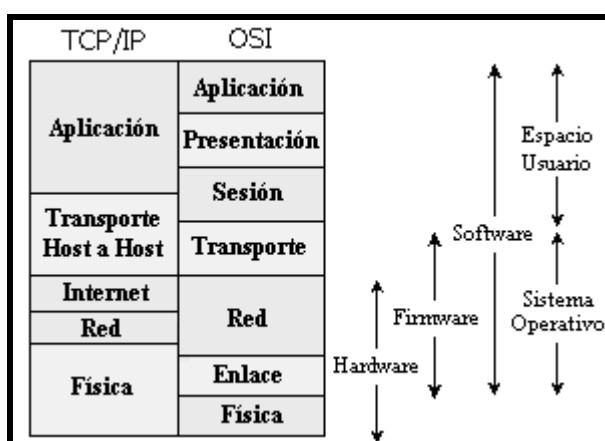 TCP/IP
OSI
Aplicación
Transporte
Host a Host
Internet
Red
Física
Aplicación
Presentación
Sesión
Transporte
Red
Enlace
Física
Hardware
Firmware
Software
Espacio
Usuario
Sistema
Operativo